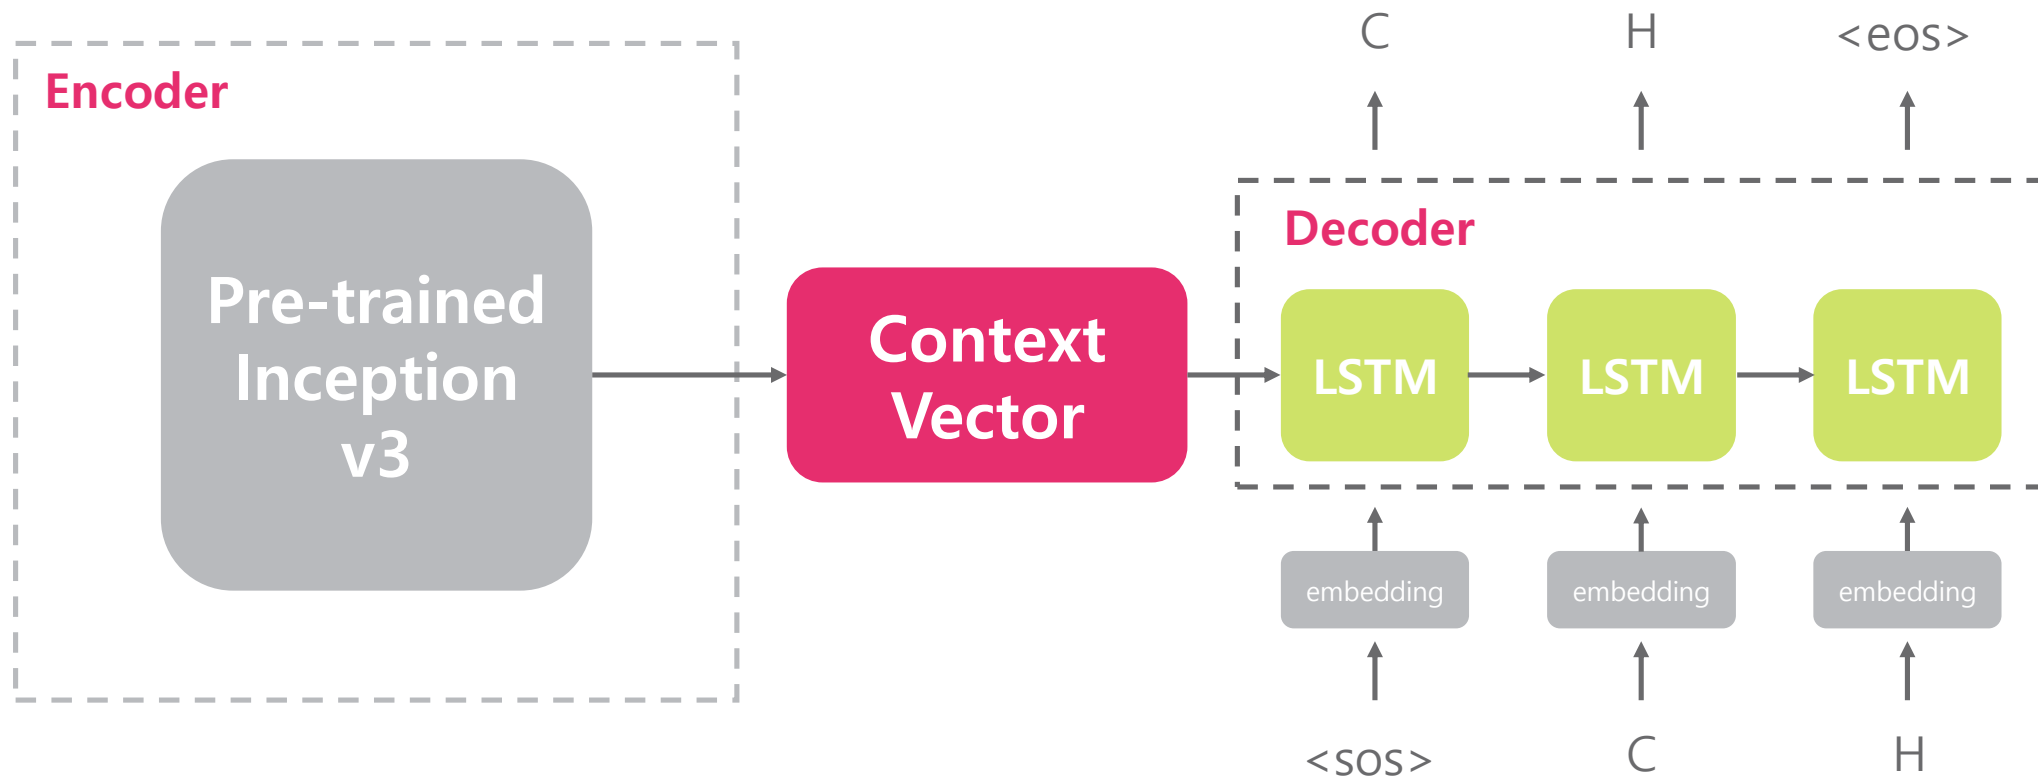 C H <eos>
Encoder
Decoder
Pre-trained
Inception
v3
Context
Vector
LSTM LSTM LSTM
embedding embedding embedding
<sos> C H